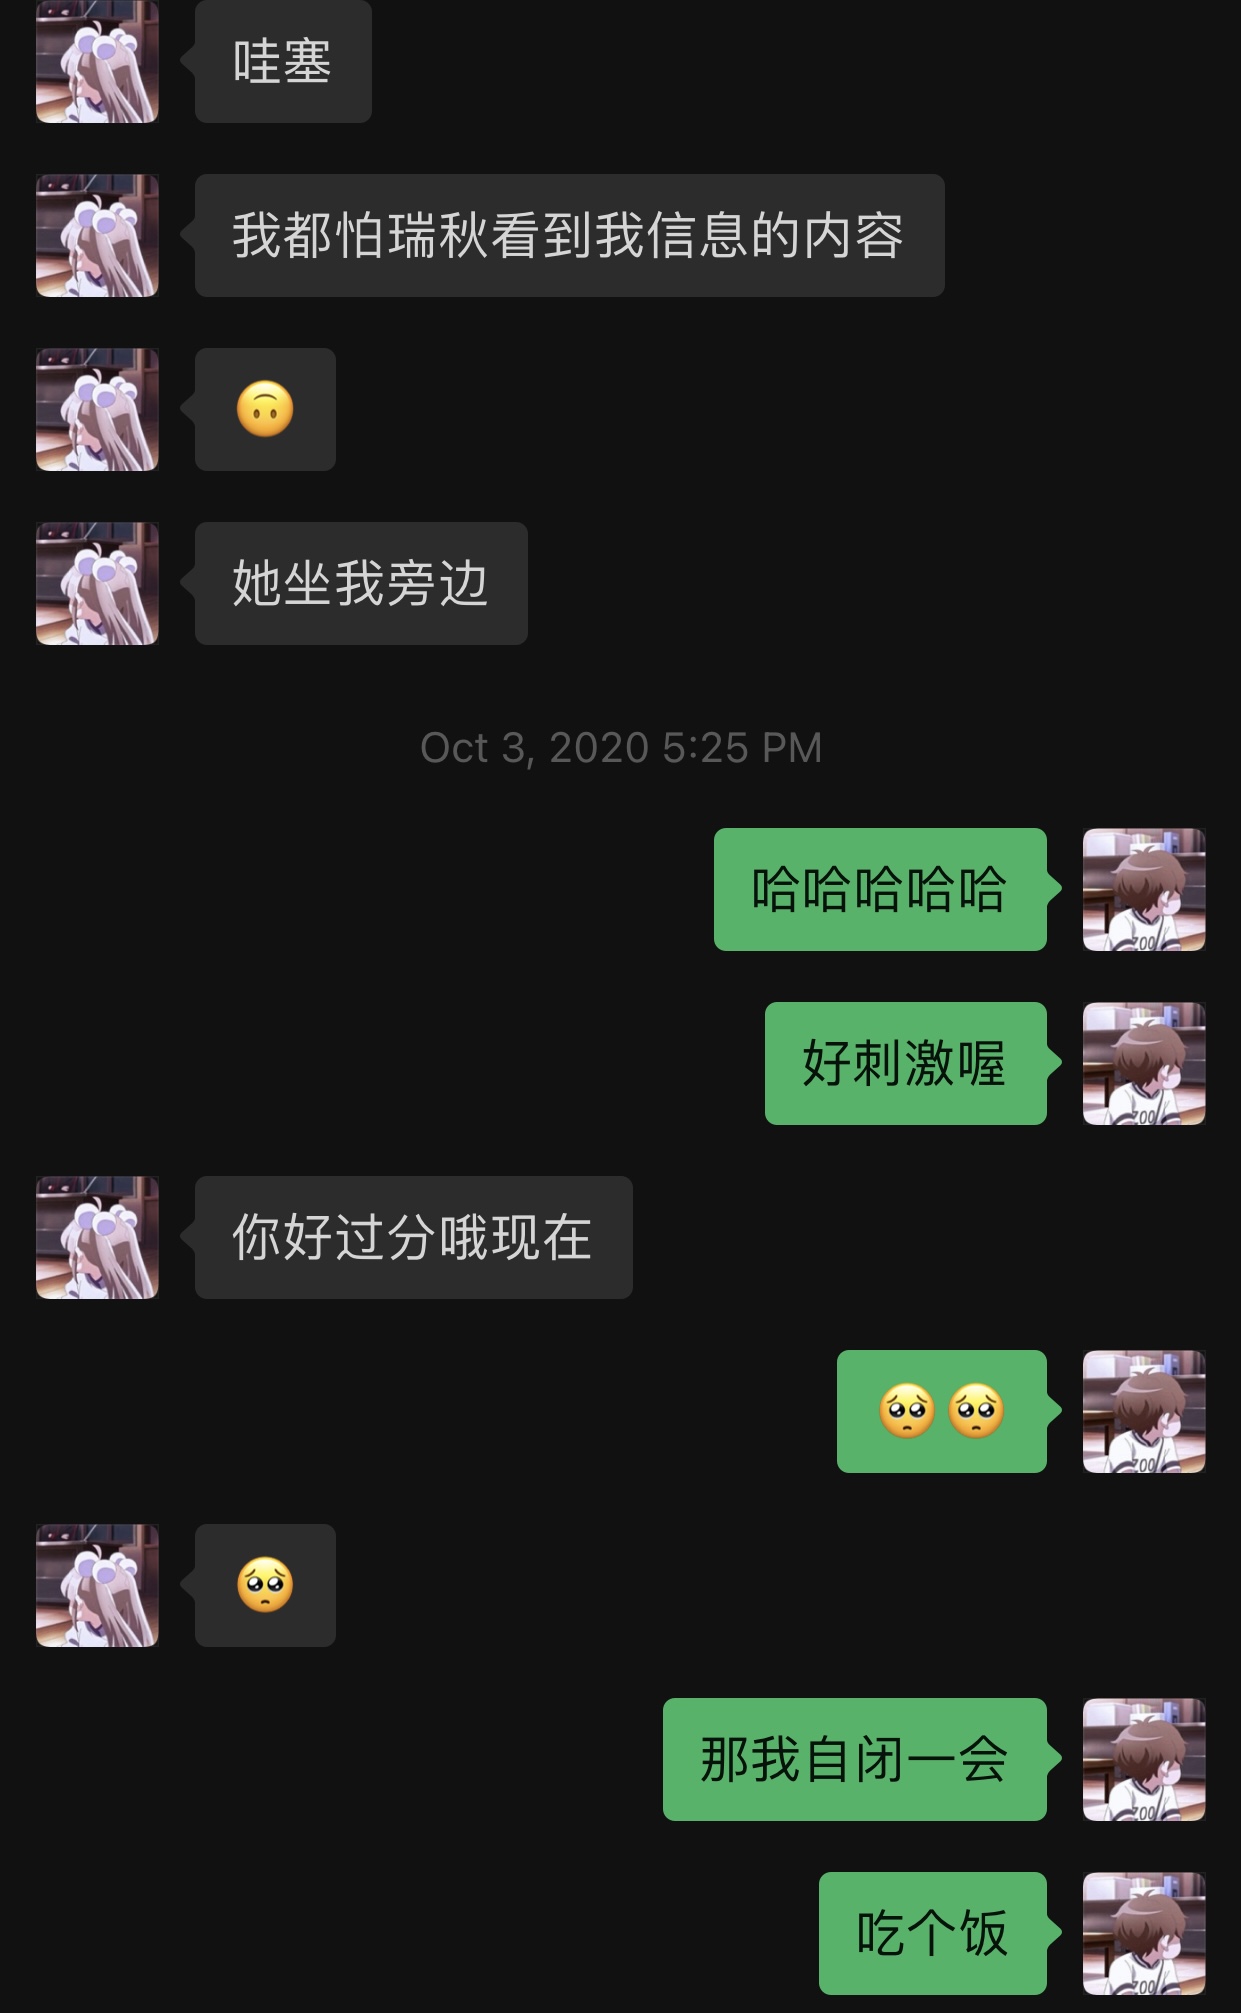 哇塞
我都怕瑞秋看到我信息的内容
🙃
她坐我旁边
Oct 3, 2020 5:25 PM
哈哈哈哈哈
好刺激喔
你好过分哦现在
🥺🥺
🥺
那我自闭一会
吃个饭